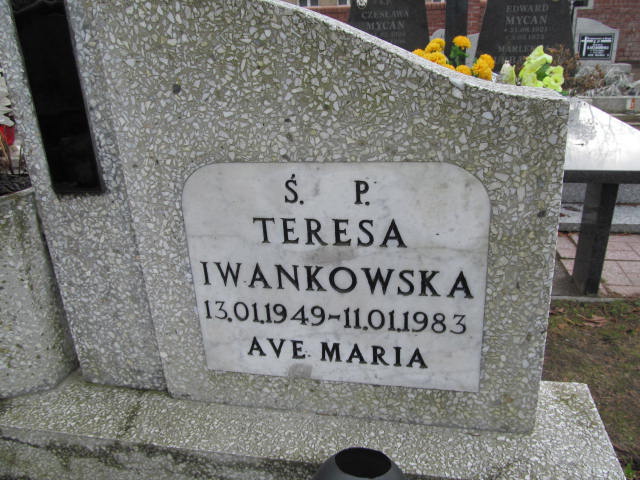 CZESŁAWA
MYCAN
EDWARD
MYCAN
Ś. P.
TERESA
IWANKOWSKA
13.01.1949-11.01.1983
AVE MARIA